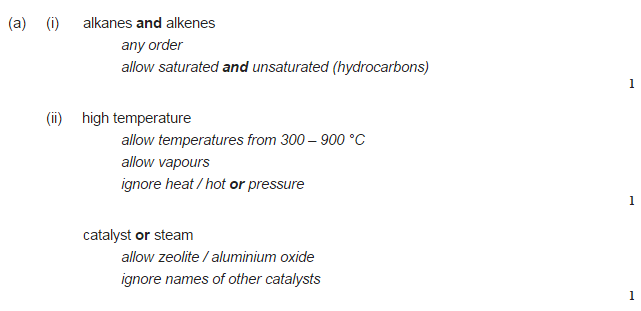 (a) (i) alkanes and alkenes
any order
allow saturated and unsaturated (hydrocarbons)
1
(ii) high temperature
allow temperatures from 300 – 900 °C
allow vapours
ignore heat / hot or pressure
1
catalyst or steam
allow zeolite / aluminium oxide
ignore names of other catalysts
1